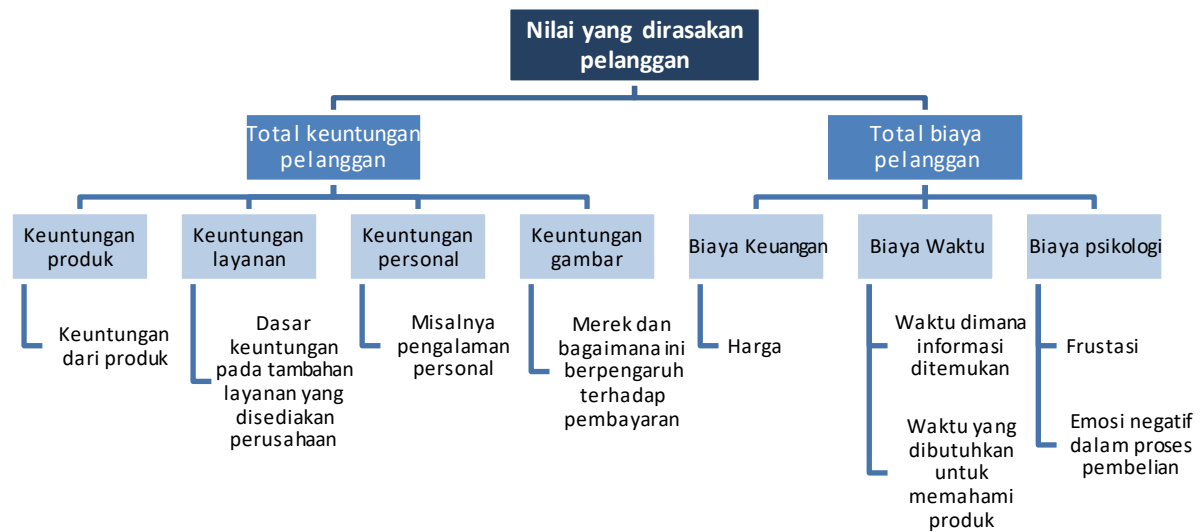 Nilai yang dirasakan
pelanggan
Total keuntungan
pelanggan
Total biaya
pelanggan
Keuntungan
produk
Keuntungan
layanan
Keuntungan
personal
Keuntungan
gambar
Biaya Keuangan
Biaya Waktu
Biaya psikologi
Keuntungan
dari produk
Dasar
keuntungan
pada tambahan
layanan yang
disediakan
perusahaan
Misalnya
pengalaman
personal
Merek dan
bagaimana ini
berpengaruh
terhadap
pembayaran
Harga
Waktu dimana
informasi
ditemukan
Waktu yang
dibutuhkan
untuk
memahami
produk
Frustasi
Emosi negatif
dalam proses
pembelian